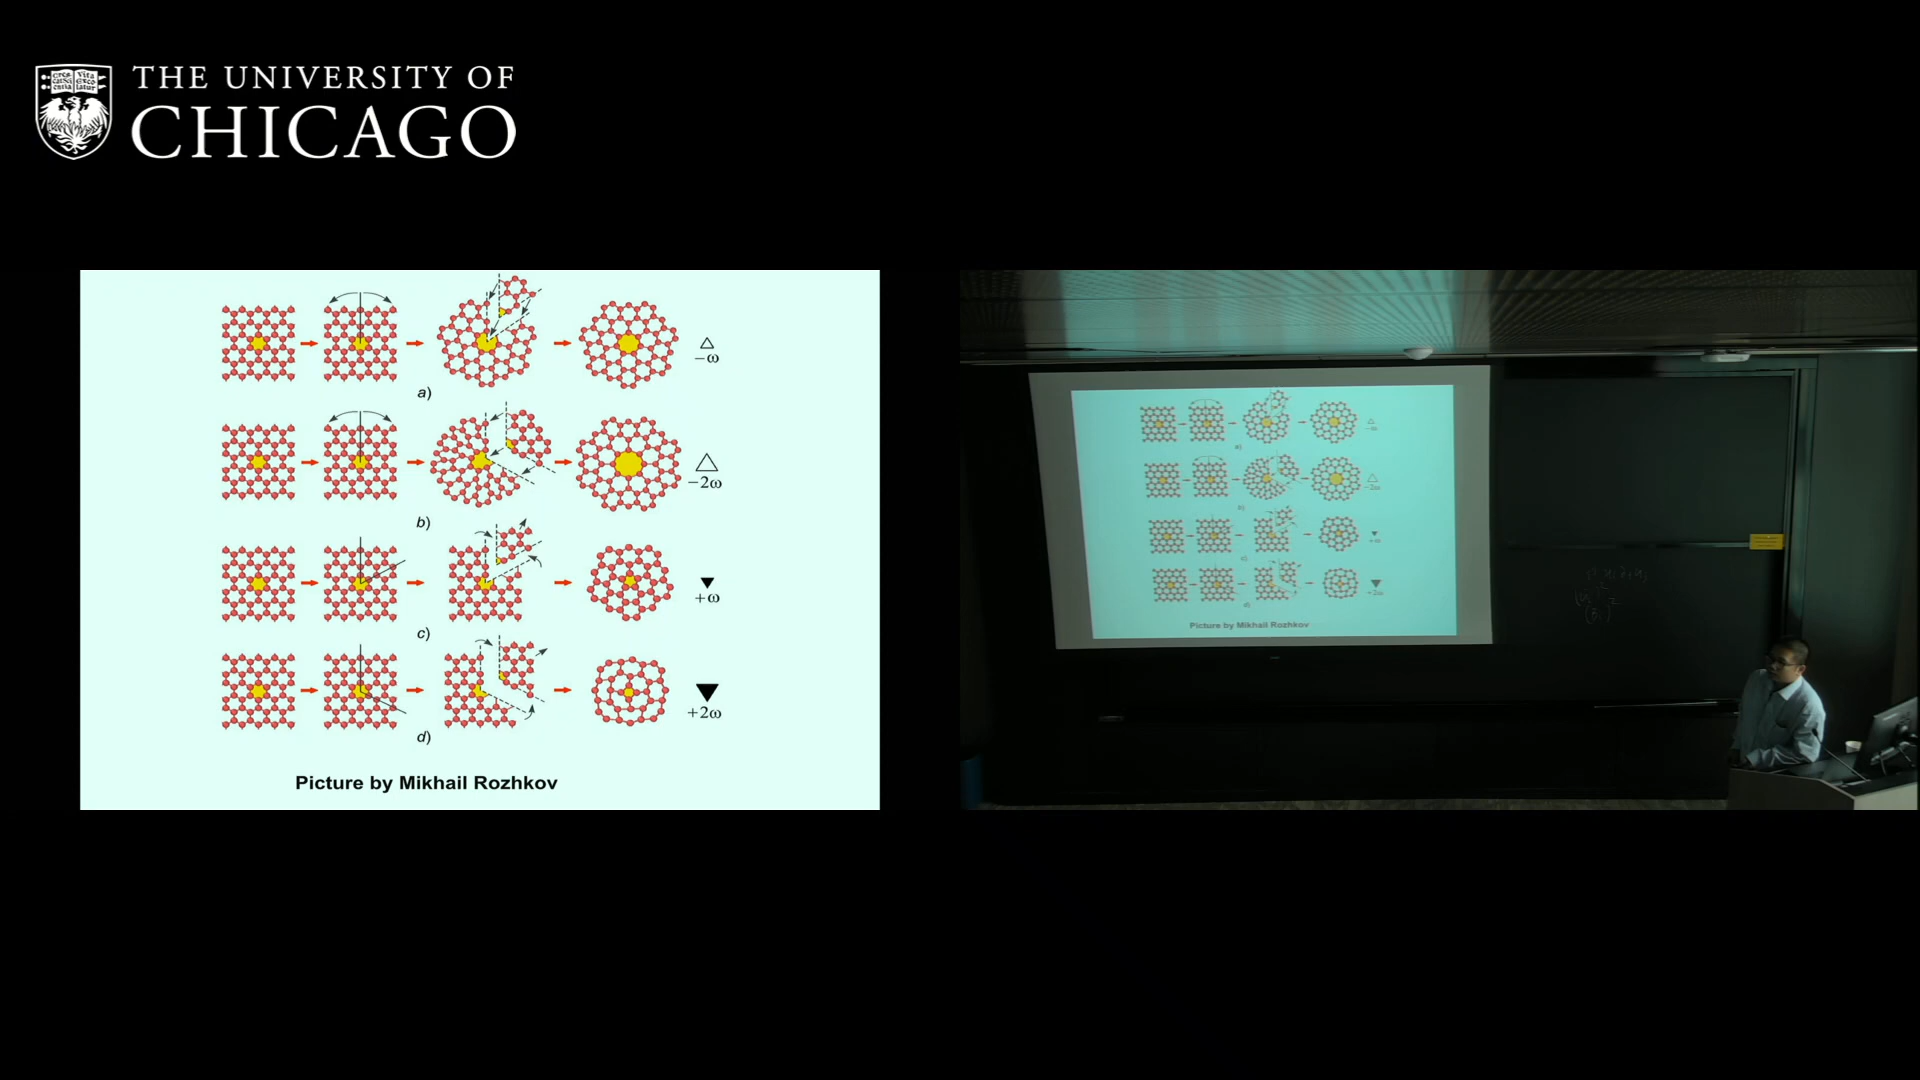 THE UNIVERSITY OF
CHICAGO
−ω
a)
−2ω
b)
+ω
c)
+2ω
d)
Picture by Mikhail Rozhkov
Picture by Mikhail Rozhkov